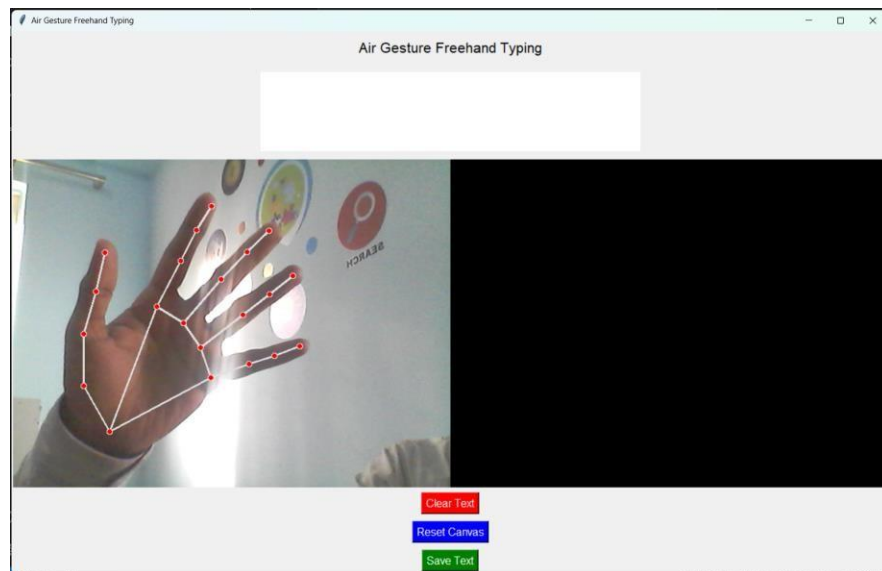 Air Gesture Freehand Typing
Air Gesture Freehand Typing
SEARCH
Clear Text
Reset Canvas
Save Text